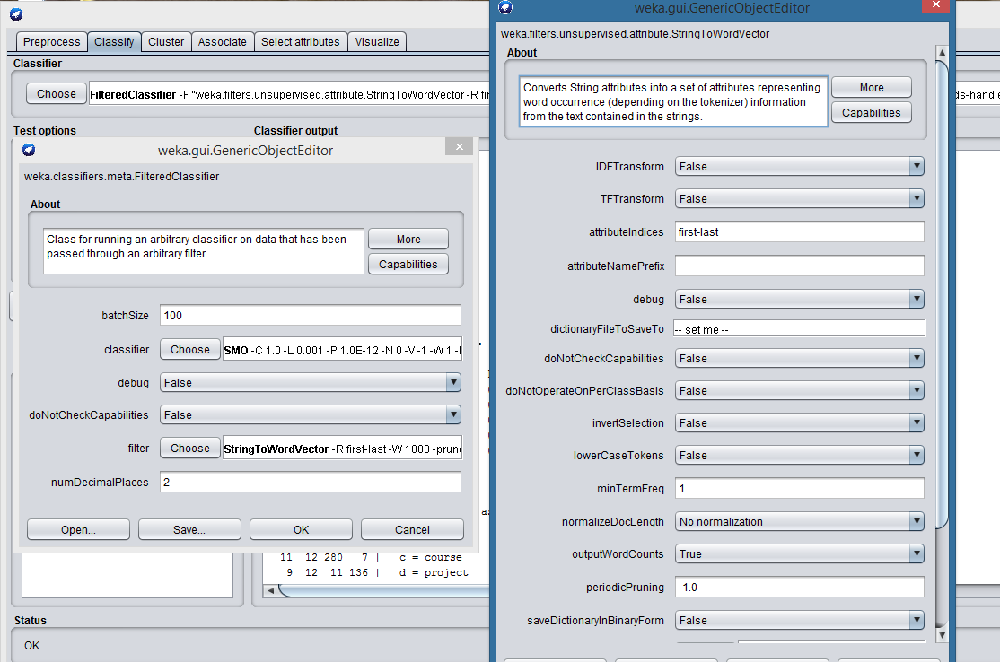 Preprocess Classify Cluster Associate Select attributes Visualize
Classifier
Choose FilteredClassifier -F "weka.filters.unsupervised.attribute.StringToWordVector -R
Test options
Classifier output
11 12 280 7 | c = course
9 12 11 136 | d = project
Status
OK
weka.gui.GenericObjectEditor
weka.classifiers.meta.FilteredClassifier
About
Class for running an arbitrary classifier on data that has been
passed through an arbitrary filter.
More
Capabilities
batchSize 100
classifier Choose SMO -C 1.0 -L 0.001 -P 1.0E-12 -N 0 -V -1 -W 1
debug False
doNotCheckCapabilities False
filter Choose StringToWordVector -R first-last -W 1000 -prune
numDecimalPlaces 2
Open... Save... OK Cancel
weka.gui.GenericObjectEditor
weka.filters.unsupervised.attribute.StringToWordVector
About
Converts String attributes into a set of attributes representing
word occurrence (depending on the tokenizer) information
from the text contained in the strings.
More
Capabilities
IDFTransform False
TFTransform False
attributeIndices first-last
attributeNamePrefix
debug False
dictionaryFileToSaveTo -- set me --
doNotCheckCapabilities False
doNotOperateOnPerClassBasis False
invertSelection False
lowerCaseTokens False
minTermFreq 1
normalizeDocLength No normalization
outputWordCounts True
periodicPruning -1.0
saveDictionaryInBinaryForm False